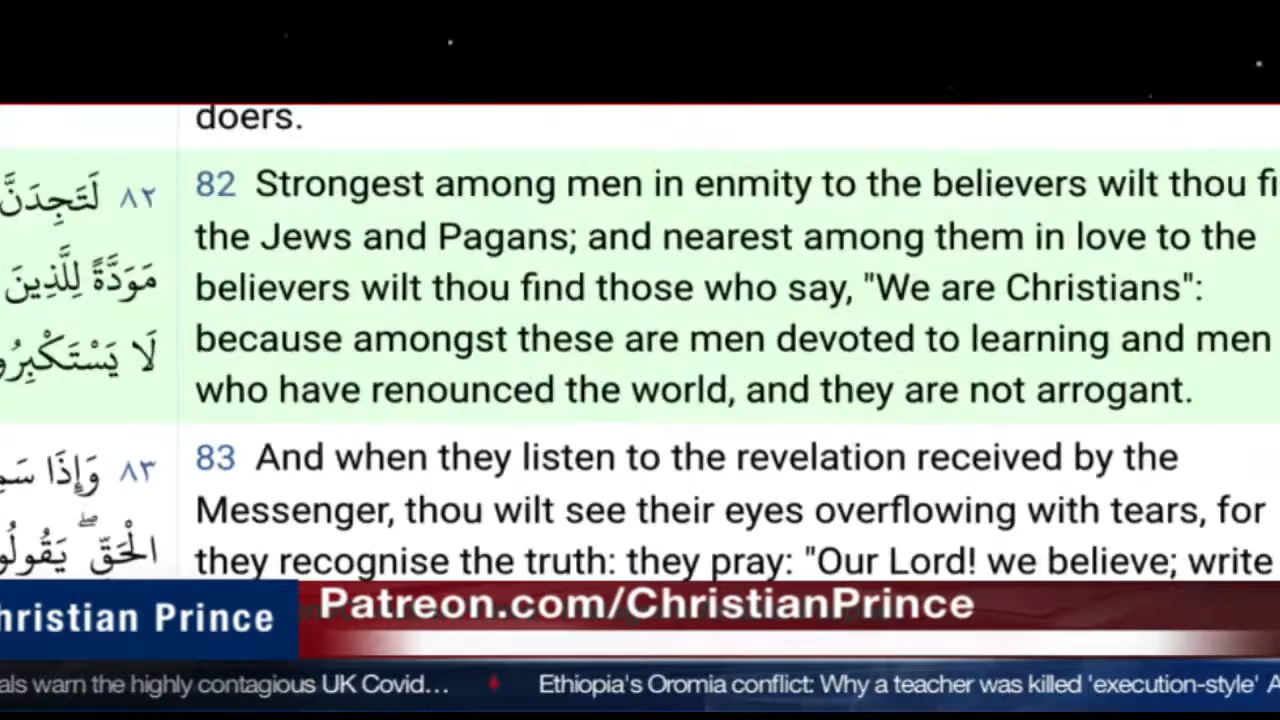 doers.
82 Strongest among men in enmity to the believers wilt thou fi
the Jews and Pagans; and nearest among them in love to the
believers wilt thou find those who say, "We are Christians":
because amongst these are men devoted to learning and men
who have renounced the world, and they are not arrogant.
٨٢ لَتَجِدَنَّ
مَوَدَّةً لِّلَّذِينَ
لَا يَسْتَكْبِرُو
83 And when they listen to the revelation received by the
Messenger, thou wilt see their eyes overflowing with tears, for
they recognise the truth: they pray: "Our Lord! we believe; write
٨٣ وَإِذَا سَمِ
الْحَقِّ ۖ يَقُولُو
hristian Prince
Patreon.com/ChristianPrince
als warn the highly contagious UK Covid... ♦ Ethiopia's Oromia conflict: Why a teacher was killed 'execution-style' A